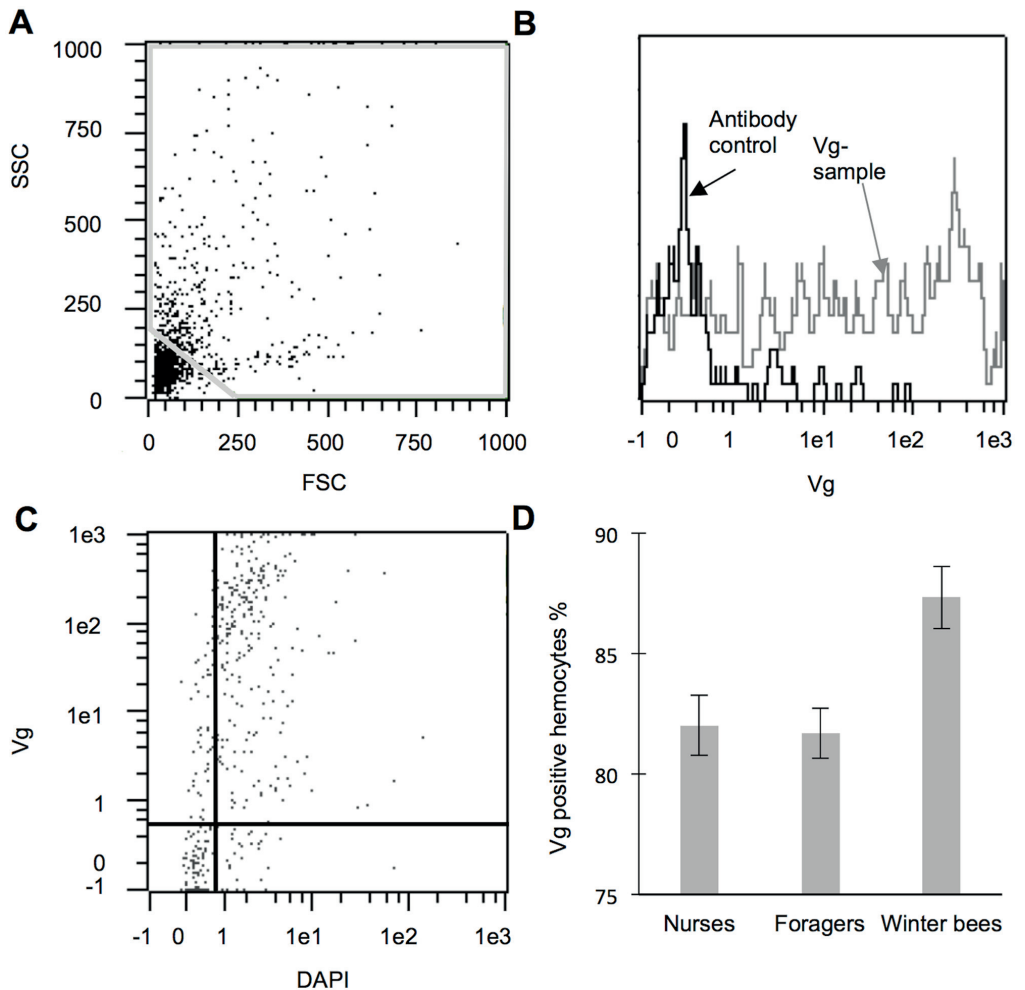 A
SSC
1000
750
500
250
0
0 250 500 750 1000
FSC
B
Antibody
control
Vg-
sample
-1 0 1 1e1 1e2 1e3
Vg
C
Vg
1e3
1e2
1e1
1
0
-1
-1 0 1 1e1 1e2 1e3
DAPI
D
Vg positive hemocytes %
90
85
80
75
Nurses Foragers Winter bees